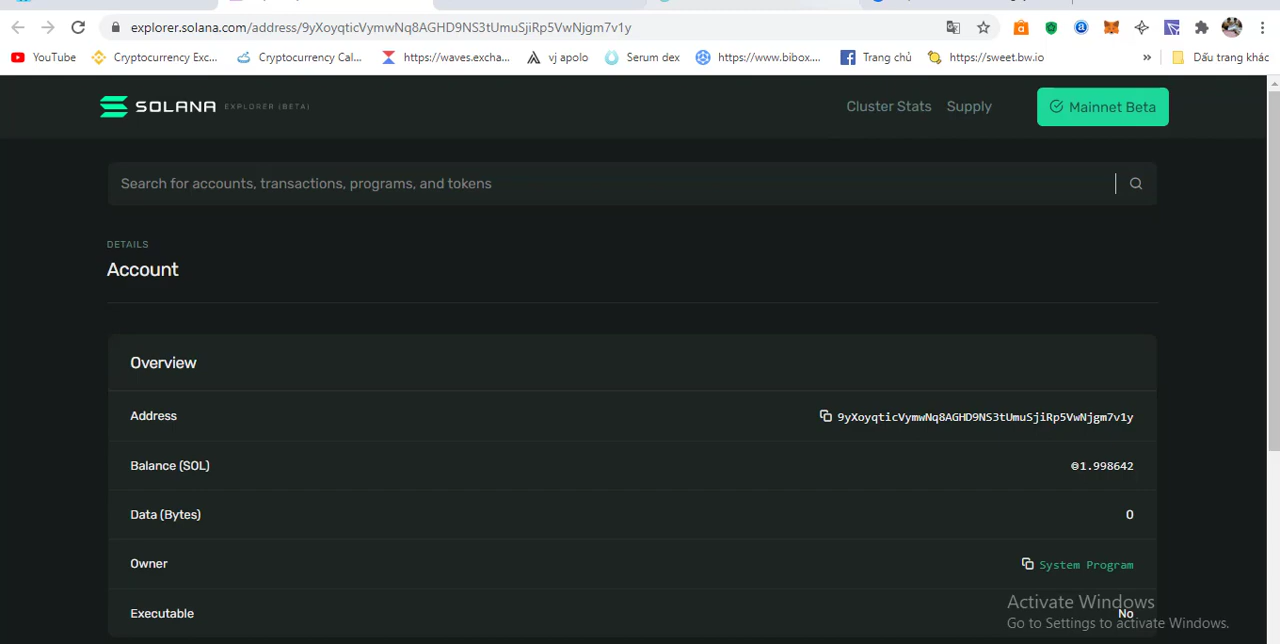 explorer.solana.com/address/9yXoyqticVymwNq8AGHD9NS3tUmuSjiRp5VwNjgm7v1y
YouTube
Cryptocurrency Exc...
Cryptocurrency Cal...
https://waves.excha...
vj apolo
Serum dex
https://www.bibox....
Trang chủ
https://sweet.bw.io
»
Dấu trang khác
SOLANA EXPLORER (BETA)
Cluster Stats
Supply
Mainnet Beta
Search for accounts, transactions, programs, and tokens
DETAILS
Account
Overview
Address
9yXoyqticVymwNq8AGHD9NS3tUmuSjiRp5VwNjgm7v1y
Balance (SOL)
◎1.998642
Data (Bytes)
0
Owner
System Program
Executable
No
Activate Windows
Go to Settings to activate Windows.